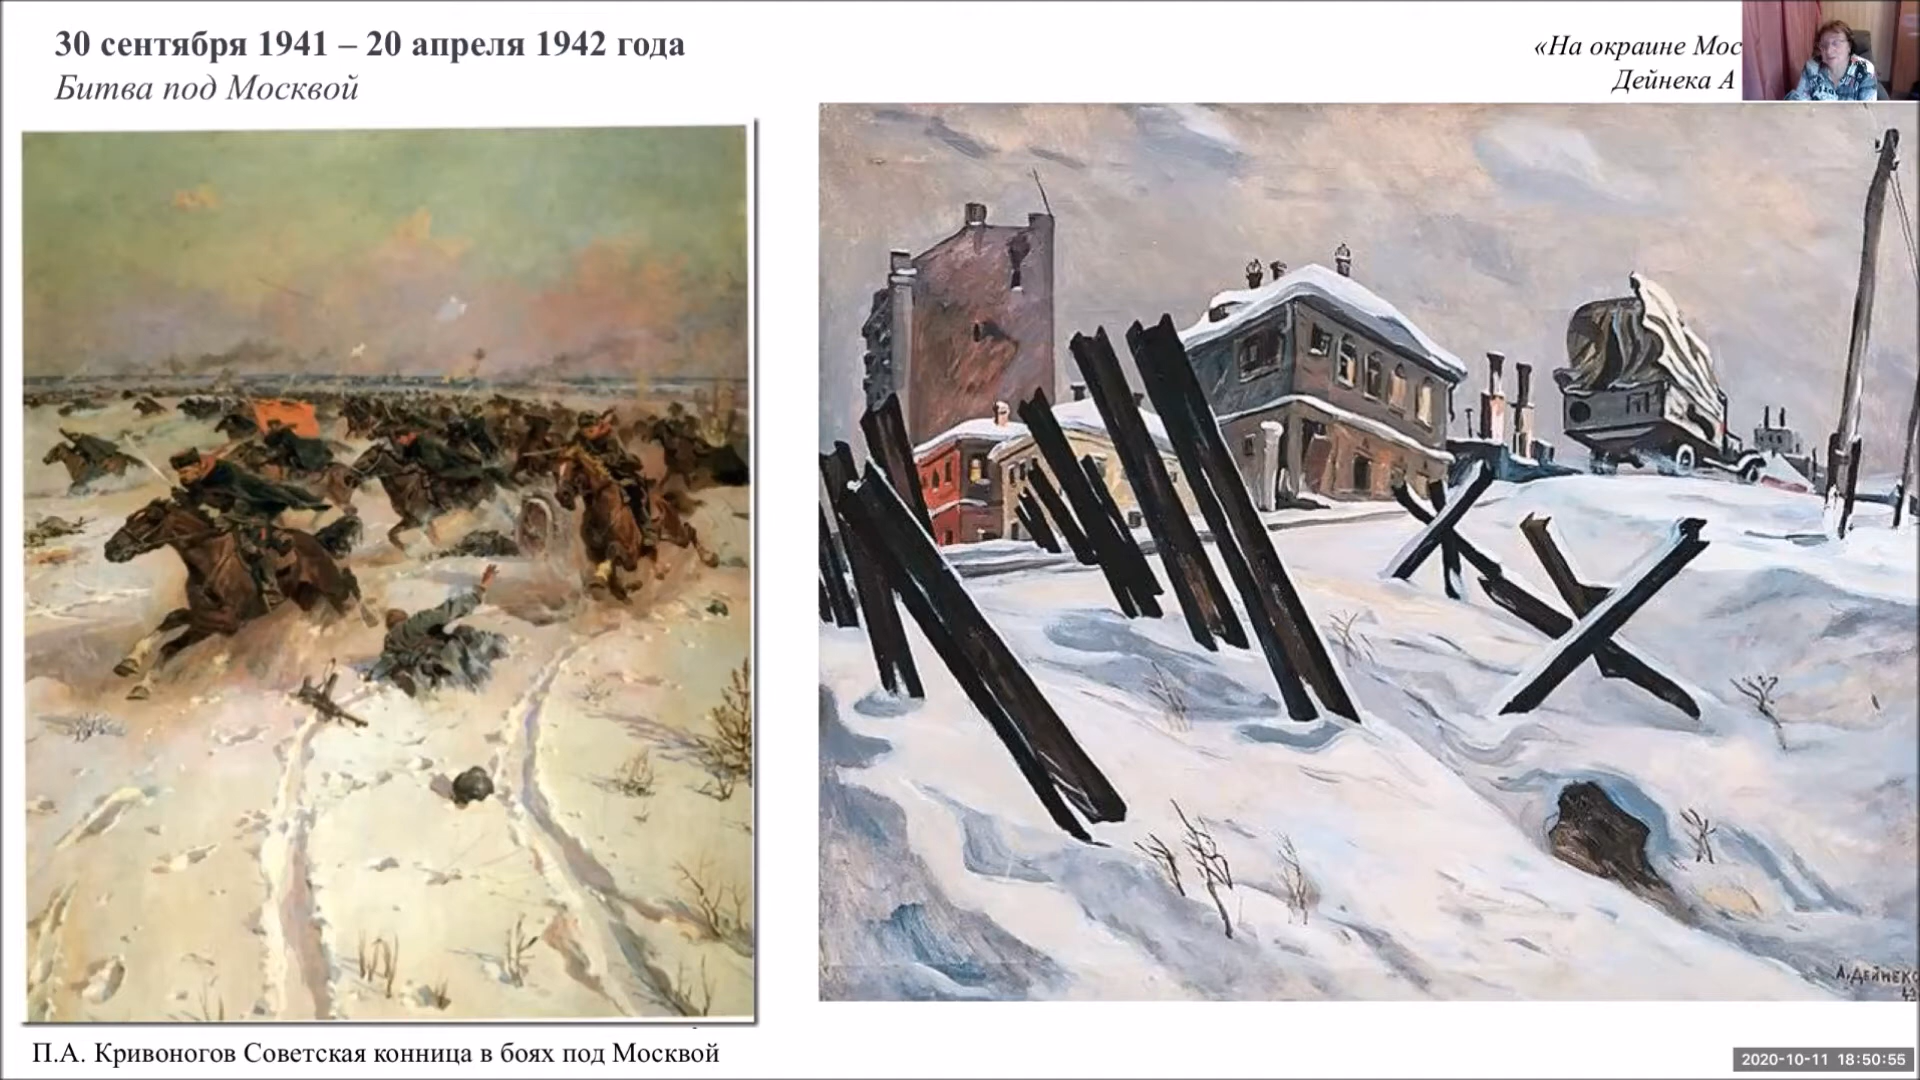 30 сентября 1941 – 20 апреля 1942 года
Битва под Москвой
«На окраине Мос
Дейнека А
А.Дейнека
П.А. Кривоногов Советская конница в боях под Москвой
2020-10-11 18:50:55